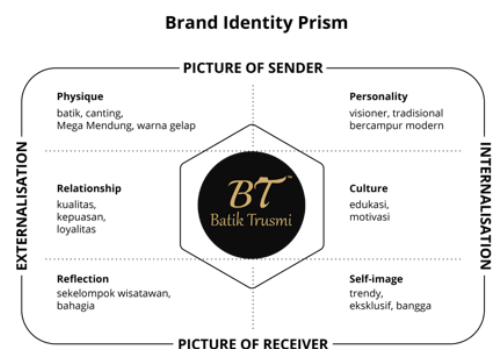 Brand Identity Prism
PICTURE OF SENDER
Physique
batik, canting,
Mega Mendung, warna gelap
Personality
visioner, tradisional
bercampur modern
EXTERNALISATION
INTERNALISATION
Relationship
kualitas,
kepuasan,
loyalitas
BT™
Batik Trusmi
Culture
edukasi,
motivasi
Reflection
sekelompok wisatawan,
bahagia
Self-image
trendy,
eksklusif, bangga
PICTURE OF RECEIVER